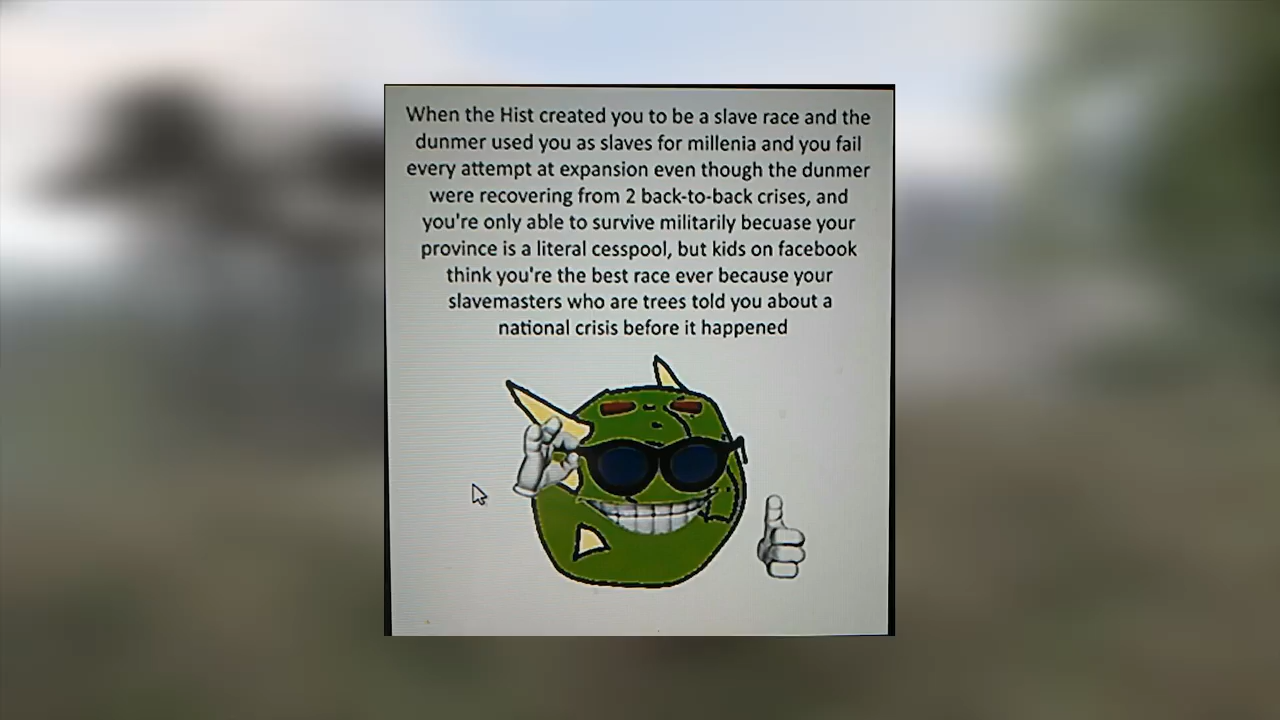 When the Hist created you to be a slave race and the
dunmer used you as slaves for millenia and you fail
every attempt at expansion even though the dunmer
were recovering from 2 back-to-back crises, and
you're only able to survive militarily becuase your
province is a literal cesspool, but kids on facebook
think you're the best race ever because your
slavemasters who are trees told you about a
national crisis before it happened